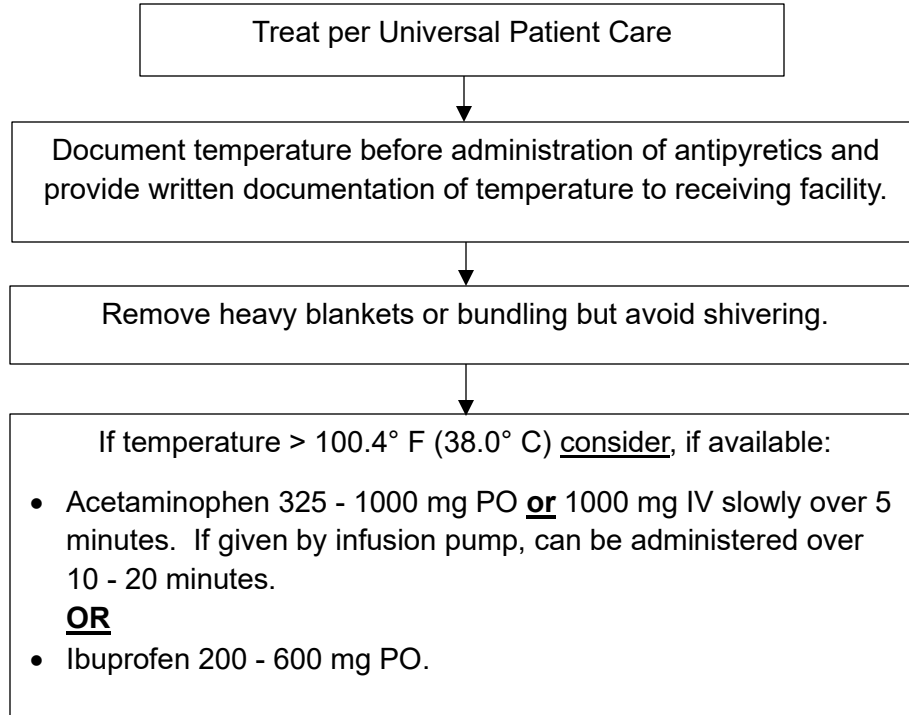 Treat per Universal Patient Care
Document temperature before administration of antipyretics and
provide written documentation of temperature to receiving facility.
Remove heavy blankets or bundling but avoid shivering.
If temperature > 100.4° F (38.0° C) consider, if available:
• Acetaminophen 325 - 1000 mg PO or 1000 mg IV slowly over 5
minutes. If given by infusion pump, can be administered over
10 - 20 minutes.
OR
• Ibuprofen 200 - 600 mg PO.